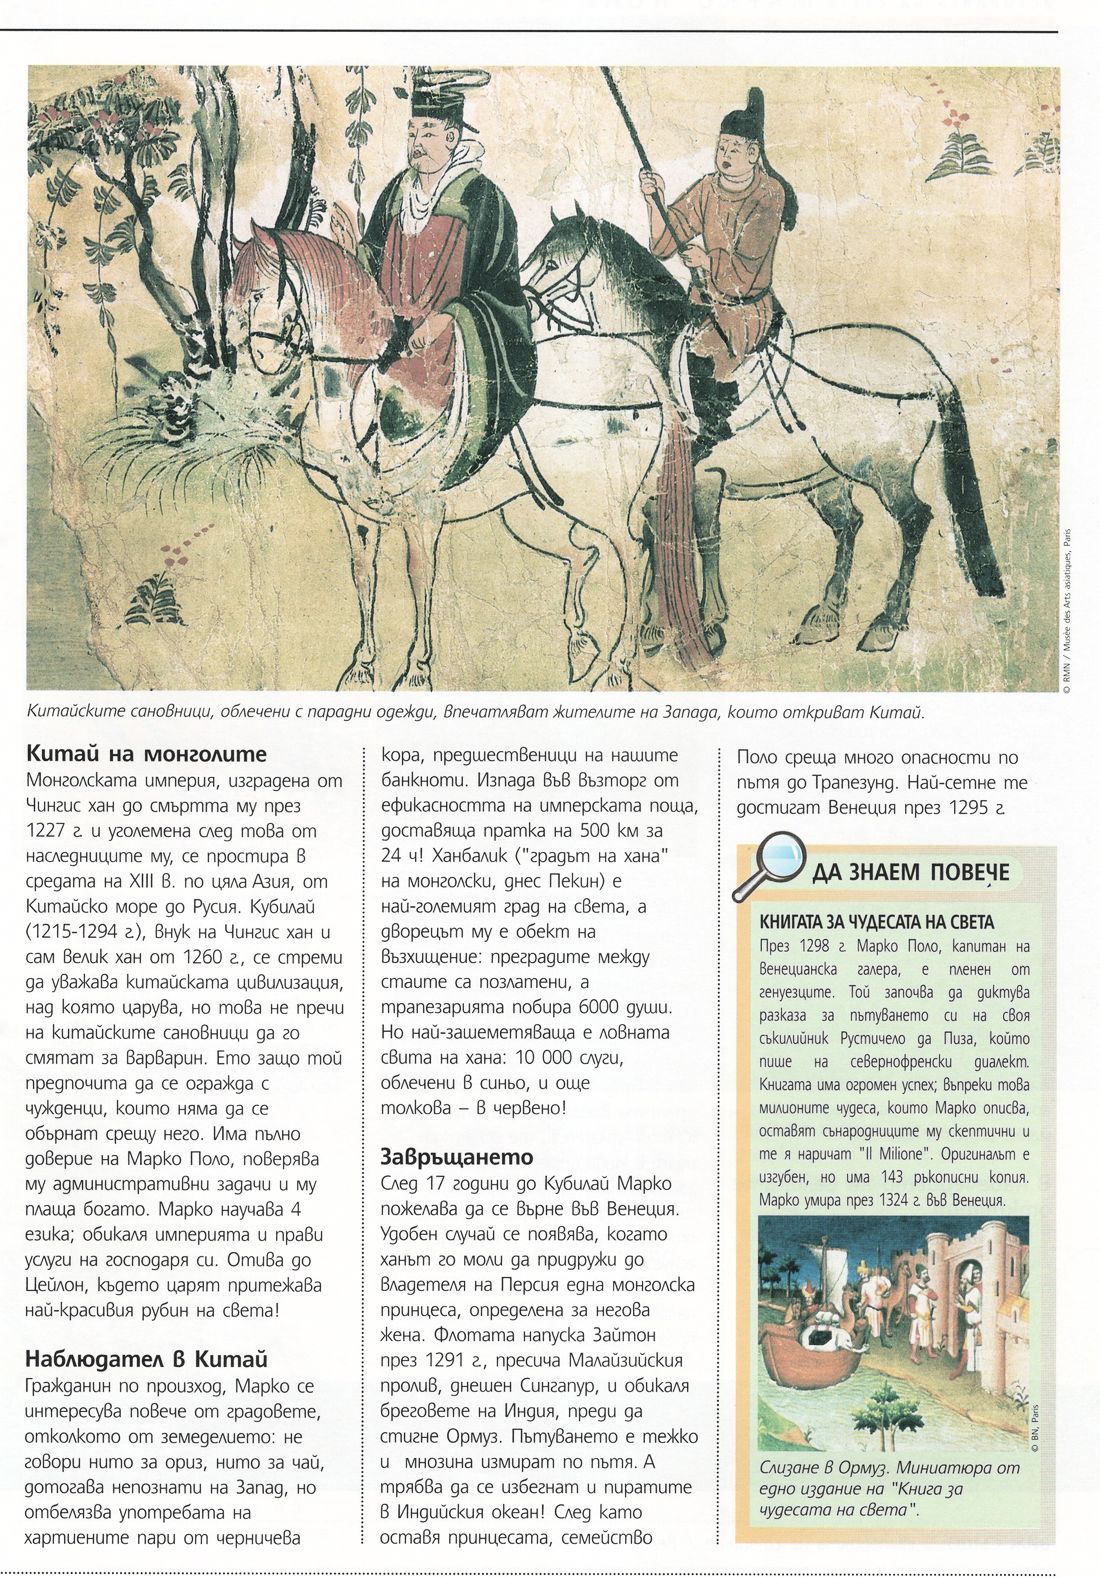 © RMN / Musée des Arts asiatiques, Paris
Китайските сановници, облечени с парадни одежди, впечатляват жителите на Запада, които откриват Китай.
Китай на монголите
Монголската империя, изградена от
Чингис хан до смъртта му през
1227 г. и уголемена след това от
наследниците му, се простира в
средата на XIII в. по цяла Азия, от
Китайско море до Русия. Кубилай
(1215-1294 г.), внук на Чингис хан и
сам Велик хан от 1260 г., се стреми
да уважава китайската цивилизация,
над която царува, но това не пречи
на китайските сановници да го
смятат за варварин. Ето защо той
предпочита да се огражда с
чужденци, които няма да се
обърнат срещу него. Има пълно
доверие на Марко Поло, поверява
му административни задачи и му
плаща богато. Марко научава 4
езика; обикаля империята и прави
услуги на господаря си. Отива до
Цейлон, където царят притежава
най-красивия рубин на света!
Наблюдател в Китай
Гражданин по произход, Марко се
интересува повече от градовете,
отколкото от земеделието: не
говори нито за ориз, нито за чай,
дотогава непознати на Запад, но
отбелязва употребата на
хартиените пари от черничева
кора, предшественици на нашите
банкноти. Изпада във възторг от
ефикасността на имперската поща,
доставяща пратка на 500 км за
24 ч! Ханбалик ("градът на хана"
на монголски, днес Пекин) е
най-големият град на света, а
дворецът му е обект на
възхищение: преградите между
стаите са позлатени, а
трапезарията побира 6000 души.
Но най-зашеметяваща е ловната
свита на хана: 10 000 слуги,
облечени в синьо, и още
толкова – в червено!
Завръщането
След 17 години до Кубилай Марко
пожелава да се върне във Венеция.
Удобен случай се появява, когато
ханът го моли да придружи до
владетеля на Персия една монголска
принцеса, определена за негова
жена. Флотата напуска Зайтон
през 1291 г., пресича Малайзийския
пролив, днешен Сингапур, и обикаля
бреговете на Индия, преди да
стигне Ормуз. Пътуването е тежко
и мнозина измират по пътя. А
трябва да се избегнат и пиратите
в Индийския океан! След като
оставя принцесата, семейство
Поло среща много опасности по
пътя до Трапезунд. Най-сетне те
достигат Венеция през 1295 г.
ДА ЗНАЕМ ПОВЕЧЕ
КНИГАТА ЗА ЧУДЕСАТА НА СВЕТА
През 1298 г. Марко Поло, капитан на
венецианска галера, е пленен от
генуезците. Той започва да диктува
разказа за пътуването си на своя
съкилийник Рустичело да Пиза, който
пише на севернофренски диалект.
Книгата има огромен успех; въпреки това
милионите чудеса, които Марко описва,
оставят сънародниците му скептични и
те я наричат "Il Milione". Оригиналът е
изгубен, но има 143 ръкописни копия.
Марко умира през 1324 г. във Венеция.
© BN, Paris
Слизане в Ормуз. Миниатюра от
едно издание на "Книга за
чудесата на света".